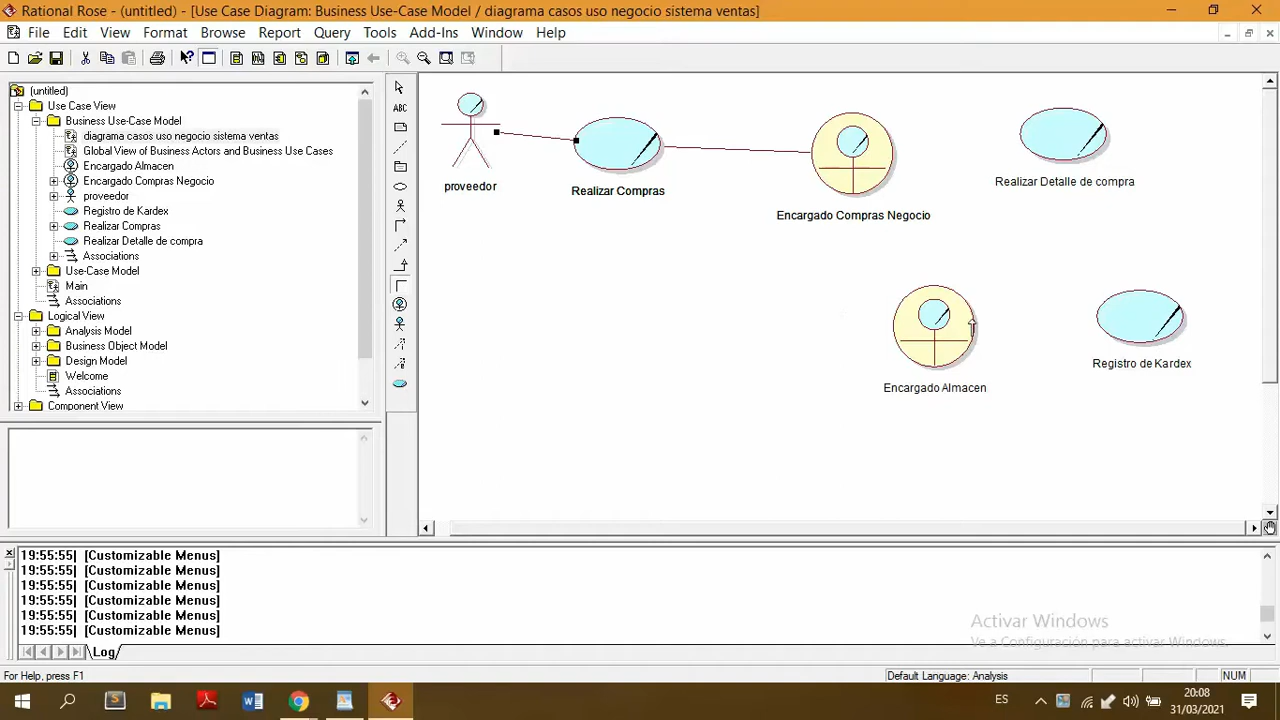 Rational Rose - (untitled) - [Use Case Diagram: Business Use-Case Model / diagrama casos uso negocio sistema ventas]
File Edit View Format Browse Report Query Tools Add-Ins Window Help
(untitled)
Use Case View
Business Use-Case Model
diagrama casos uso negocio sistema ventas
Global View of Business Actors and Business Use Cases
Encargado Almacen
Encargado Compras Negocio
proveedor
Registro de Kardex
Realizar Compras
Realizar Detalle de compra
Associations
Use-Case Model
Main
Associations
Logical View
Analysis Model
Business Object Model
Design Model
Welcome
Associations
Component View
ABC
proveedor
Realizar Compras
Encargado Compras Negocio
Realizar Detalle de compra
Encargado Almacen
Registro de Kardex
19:55:55| [Customizable Menus]
19:55:55| [Customizable Menus]
19:55:55| [Customizable Menus]
19:55:55| [Customizable Menus]
19:55:55| [Customizable Menus]
19:55:55| [Customizable Menus]
Log
Activar Windows
Ve a Configuración para activar Windows.
For Help, press F1
Default Language: Analysis
NUM
ES
20:08
31/03/2021